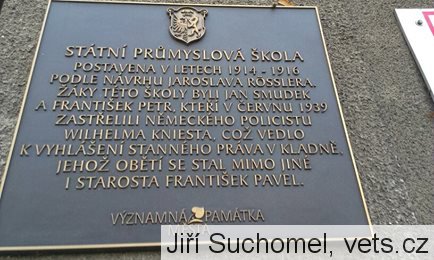 STÁTNÍ PRŮMYSLOVÁ ŠKOLA
POSTAVENA V LETECH 1914 - 1916
PODLE NÁVRHU JAROSLAVA RÖSSLERA.
ŽÁKY TÉTO ŠKOLY BYLI JAN SMUDEK
A FRANTIŠEK PETR, KTEŘÍ V ČERVNU 1939
ZASTŘELILI NĚMECKÉHO POLICISTU
WILHELMA KNIESTA, COŽ VEDLO
K VYHLÁŠENÍ STANNÉHO PRÁVA V KLADNĚ,
JEHOŽ OBĚTÍ SE STAL MIMO JINÉ
I STAROSTA FRANTIŠEK PAVEL.
VÝZNAMNÁ PAMÁTKA
Jiří Suchomel, vets.cz